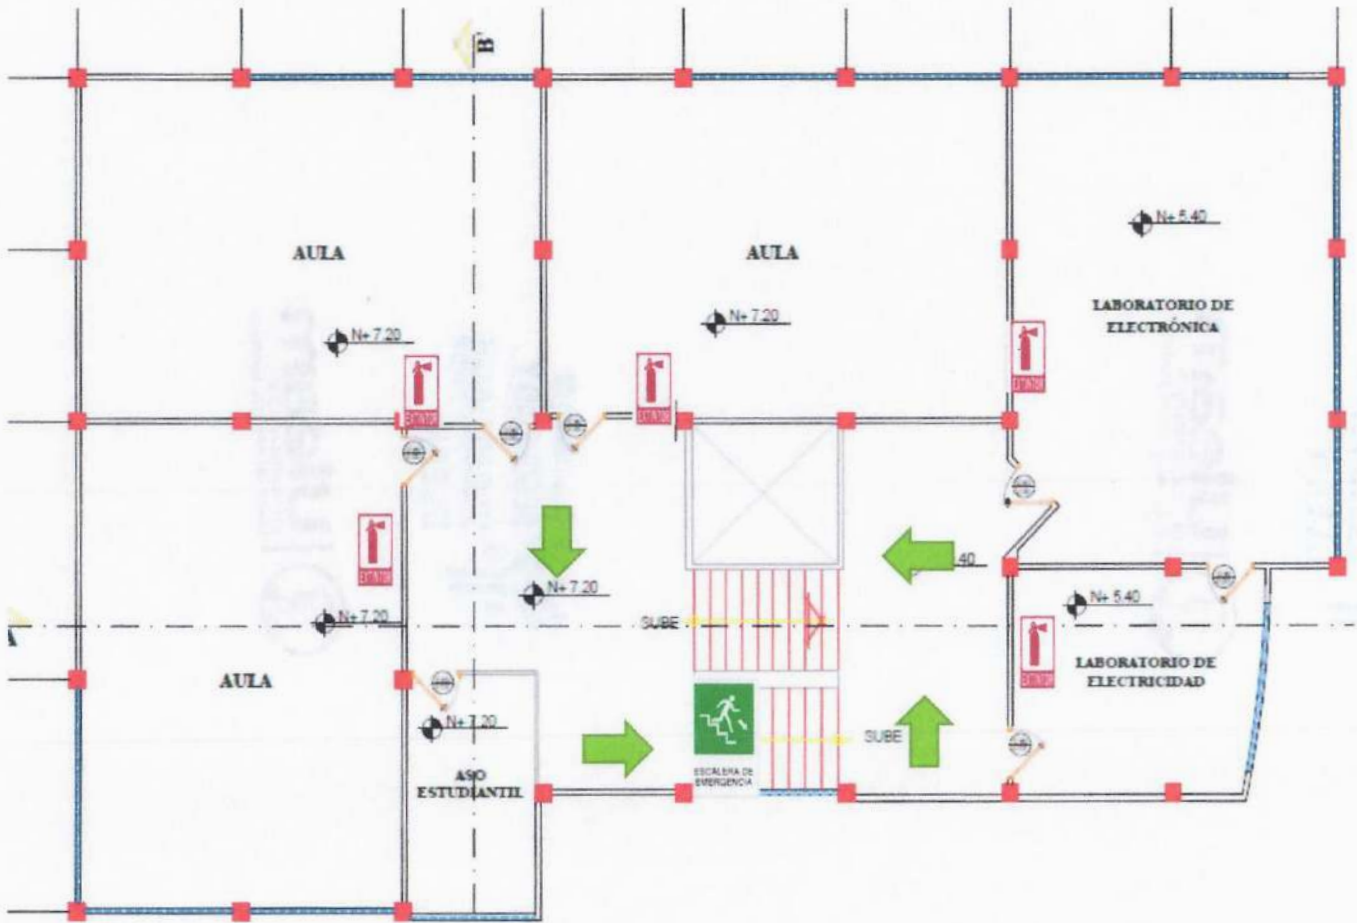 B'
N+ 5.40
AULA
AULA
LABORATORIO DE
ELECTRÓNICA
N+ 7.20
N+ 7.20
EXTINTOR
EXTINTOR
EXTINTOR
EXTINTOR
.40
N+ 7.20
N+ 5.40
N+ 7.20
SUBE
EXTINTOR
LABORATORIO DE
ELECTRICIDAD
AULA
N+ 7.20
SUBE
ESCALERA DE
EMERGENCIA
ASO
ESTUDIANTIL